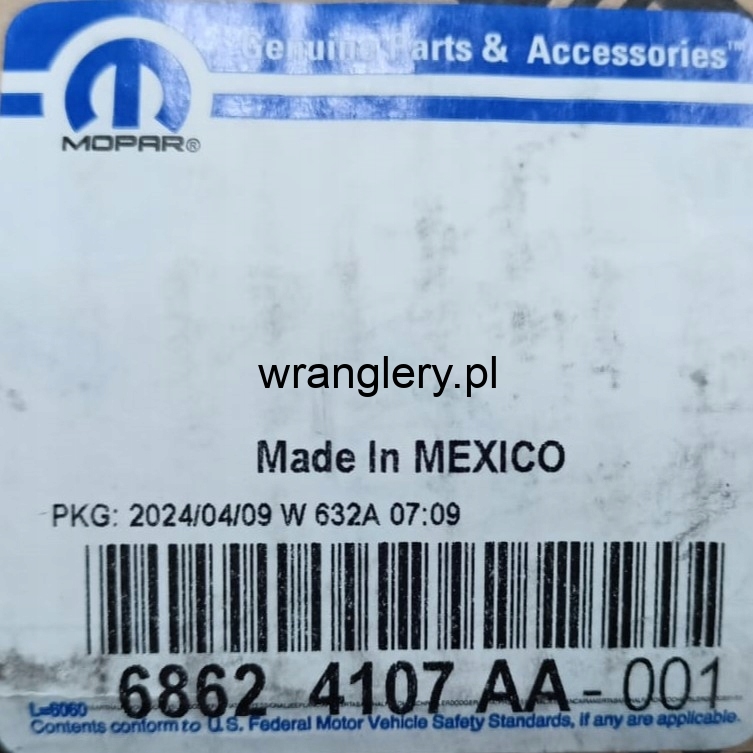 Genuine Parts & Accessories™
MOPAR®
wranglery.pl
Made In MEXICO
PKG: 2024/04/09 W 632A 07:09
6862 4107 AA-001
L=6060
Contents conform to U.S. Federal Motor Vehicle Safety Standards, if any are applicable.